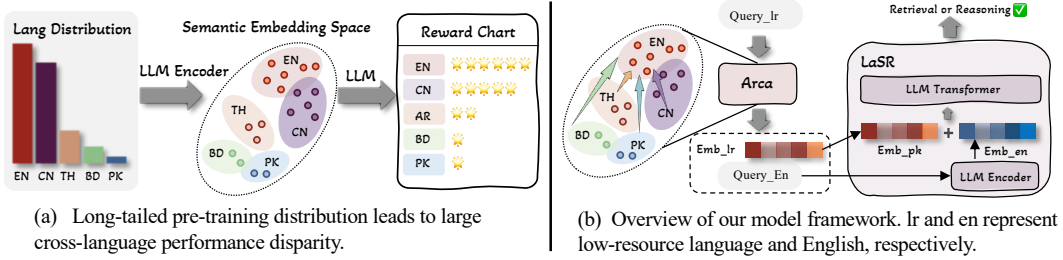 Lang Distribution
EN CN TH BD PK
LLM Encoder
Semantic Embedding Space
EN
CN
TH
BD
PK
LLM
Reward Chart
EN
CN
AR
BD
PK
(a) Long-tailed pre-training distribution leads to large
cross-language performance disparity.
EN
TH
CN
BD
PK
Query_lr
Arca
Emb_lr
Query_En
Retrieval or Reasoning ✅
LaSR
LLM Transformer
+
Emb_pk
Emb_en
LLM Encoder
(b) Overview of our model framework. lr and en represent
low-resource language and English, respectively.